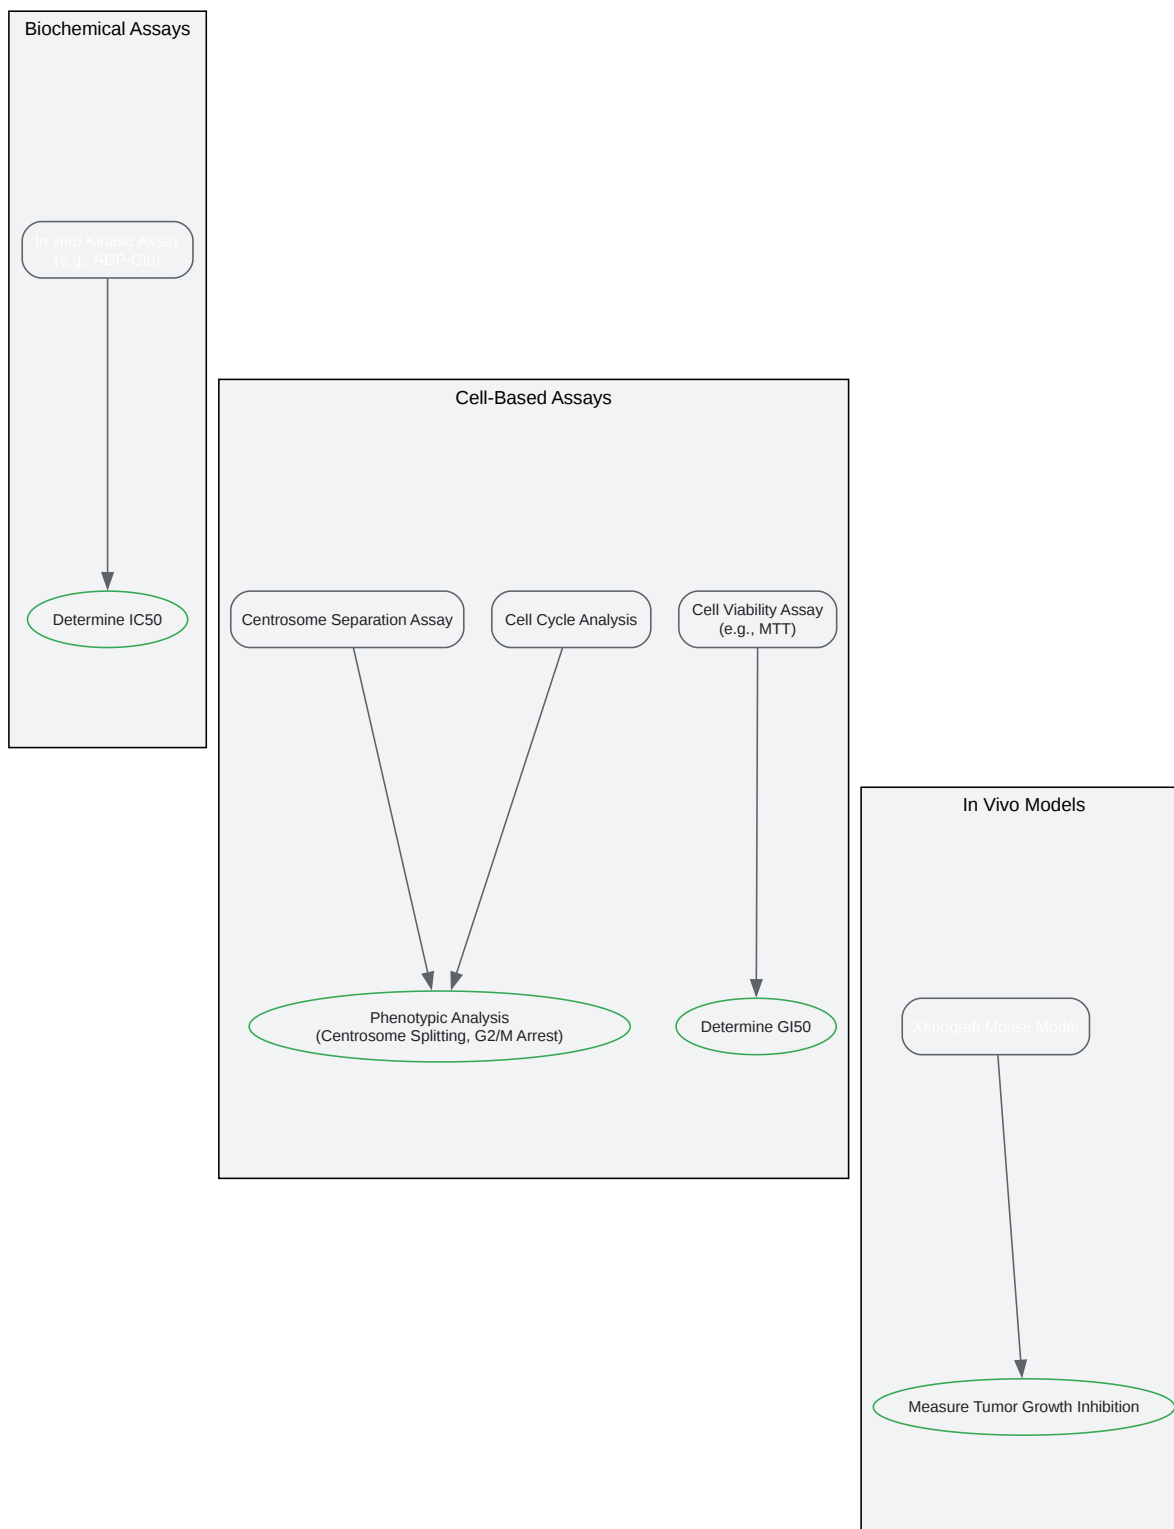 Biochemical Assays
In vitro Kinase Assay
(e.g., ADP-Glo)
Determine IC50
Cell-Based Assays
Centrosome Separation Assay
Cell Cycle Analysis
Cell Viability Assay
(e.g., MTT)
Phenotypic Analysis
(Centrosome Splitting, G2/M Arrest)
Determine GI50
In Vivo Models
Xenograft Mouse Model
Measure Tumor Growth Inhibition